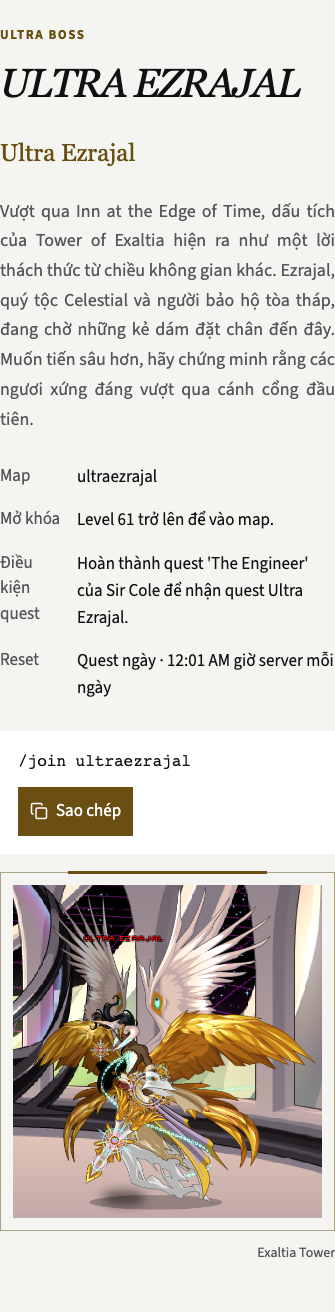 ULTRA BOSS
ULTRA EZRAJAL
Ultra Ezrajal
Vượt qua Inn at the Edge of Time, dấu tích
của Tower of Exaltia hiện ra như một lời
thách thức từ chiều không gian khác. Ezrajal,
quý tộc Celestial và người bảo hộ tòa tháp,
đang chờ những kẻ dám đặt chân đến đây.
Muốn tiến sâu hơn, hãy chứng minh rằng các
ngươi xứng đáng vượt qua cánh cổng đầu
tiên.
Map ultraezrajal
Mở khóa Level 61 trở lên để vào map.
Điều kiện quest Hoàn thành quest 'The Engineer'
của Sir Cole để nhận quest Ultra
Ezrajal.
Reset Quest ngày · 12:01 AM giờ server mỗi
ngày
/join ultraezrajal
Sao chép
ULTRA EZRAJAL
Exaltia Tower